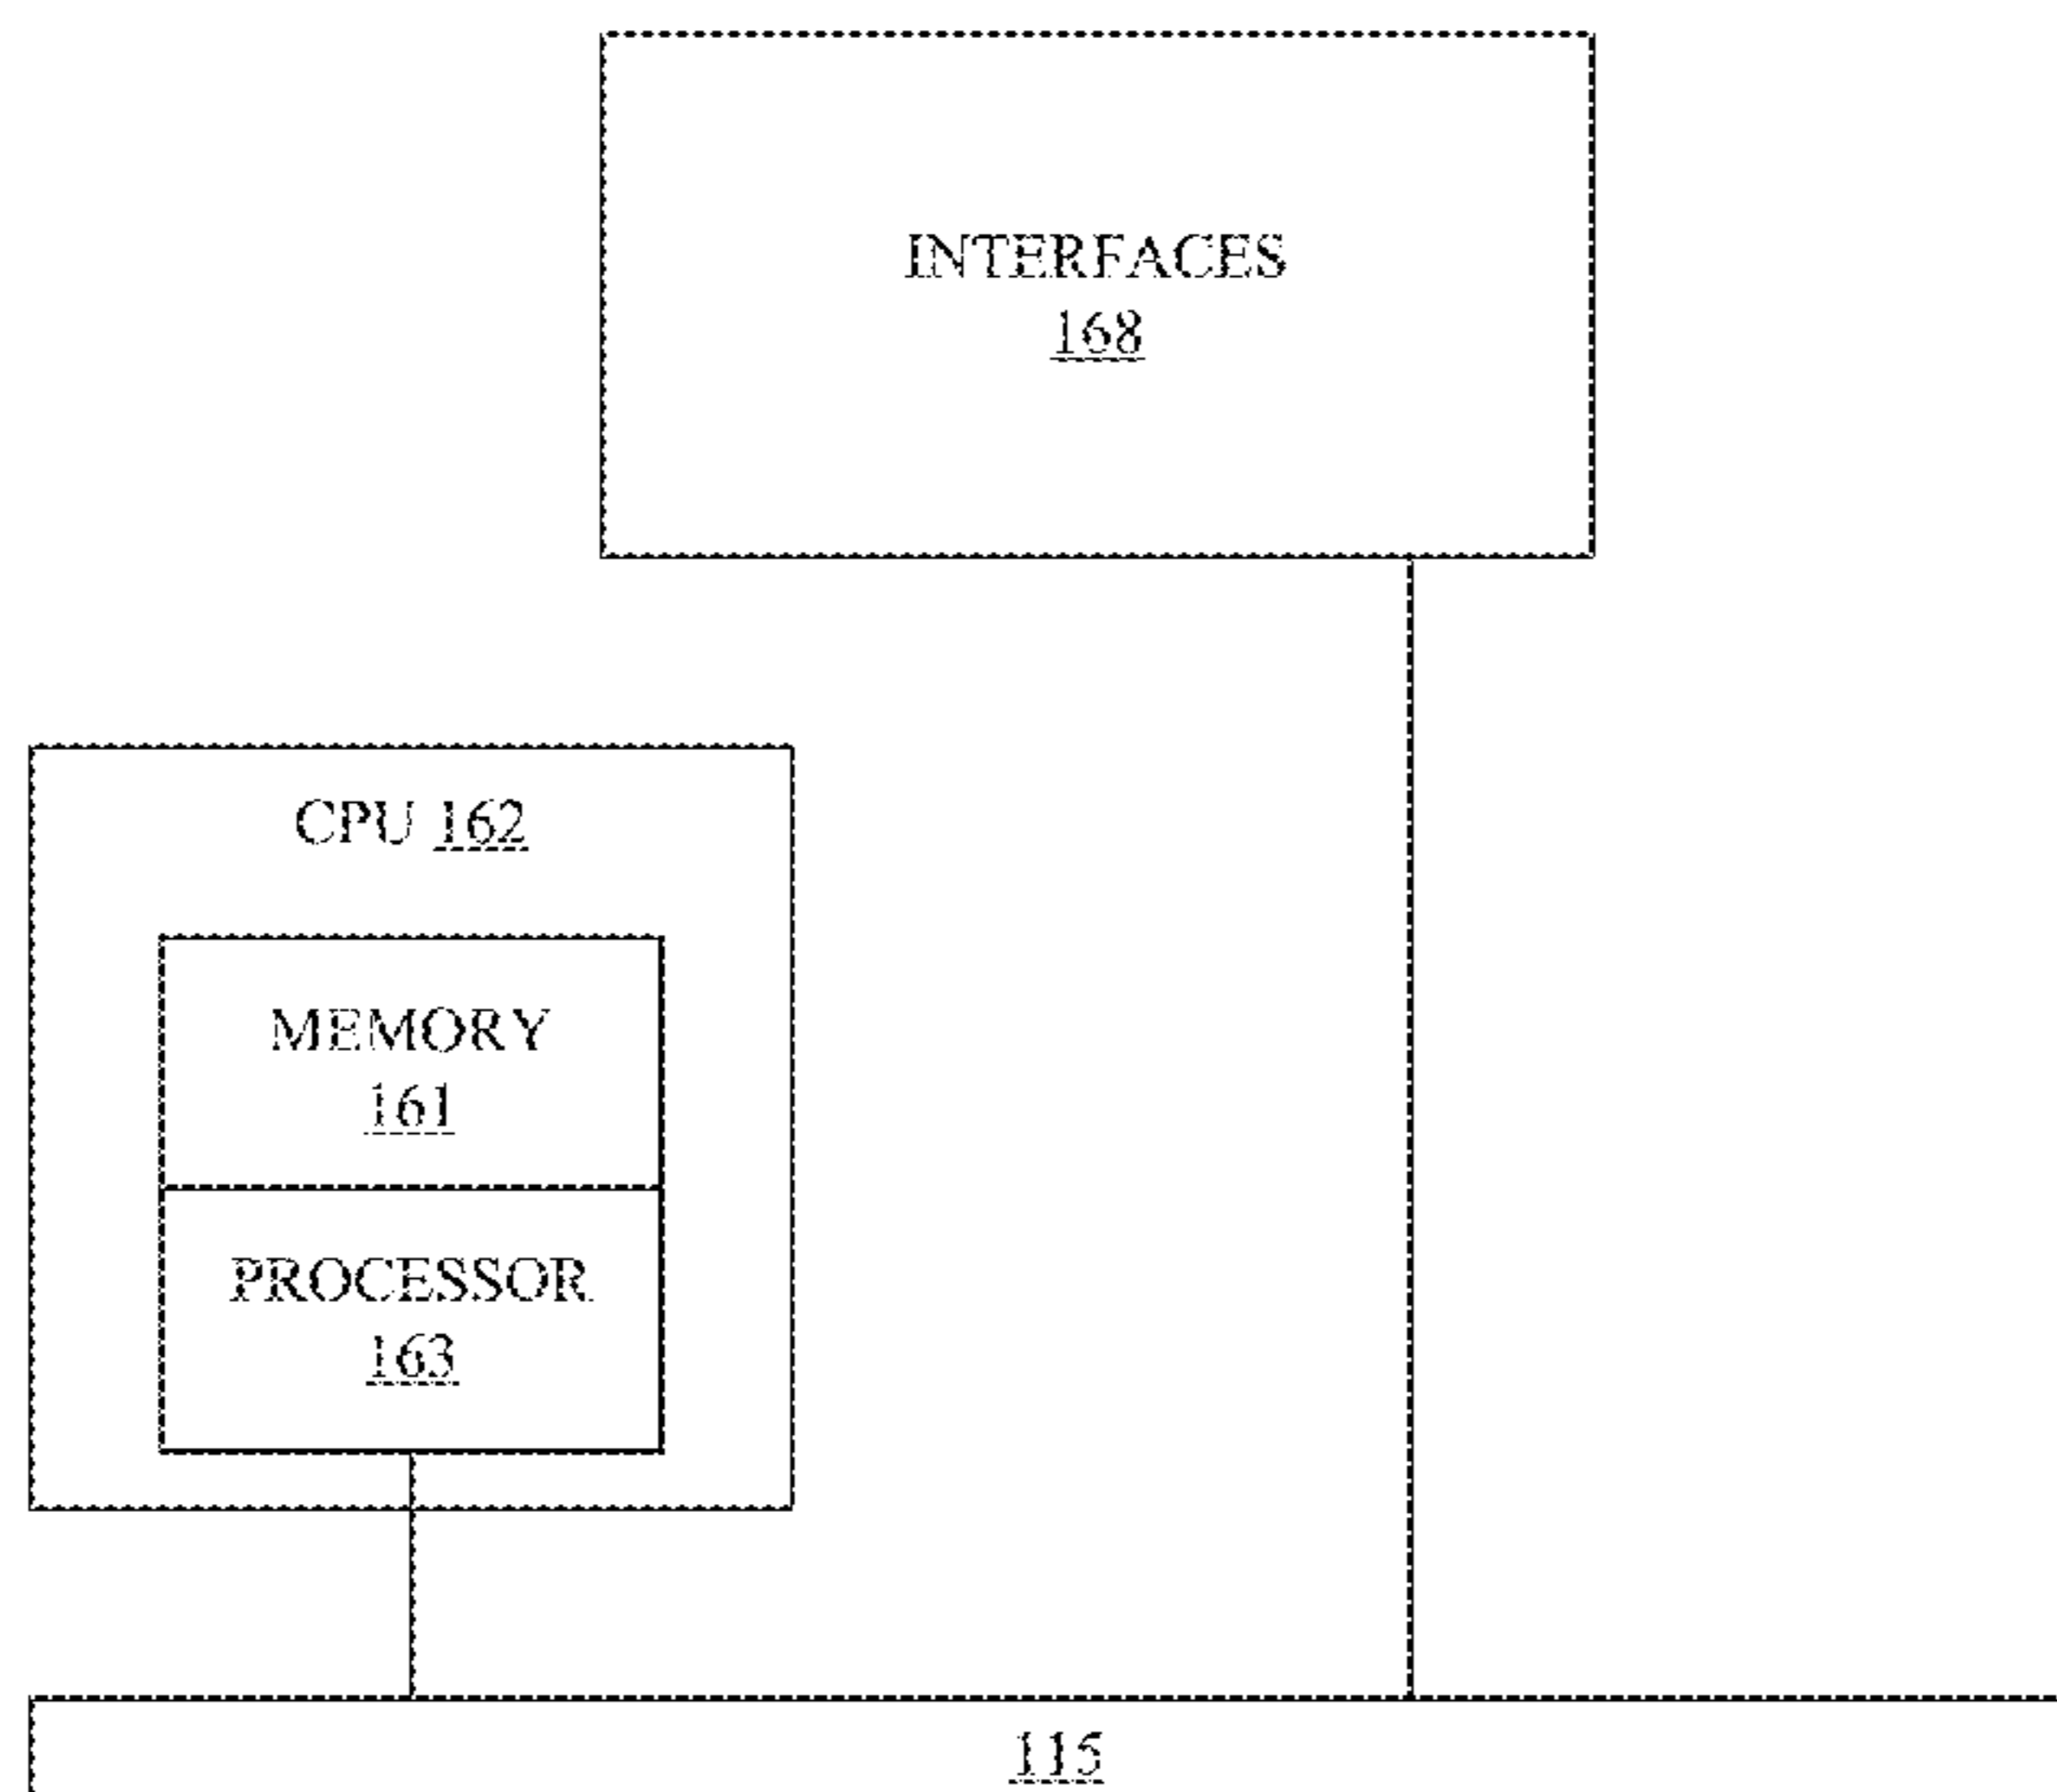 INTERFACES
168
CPU 162
MEMORY
161
PROCESSOR
163
115